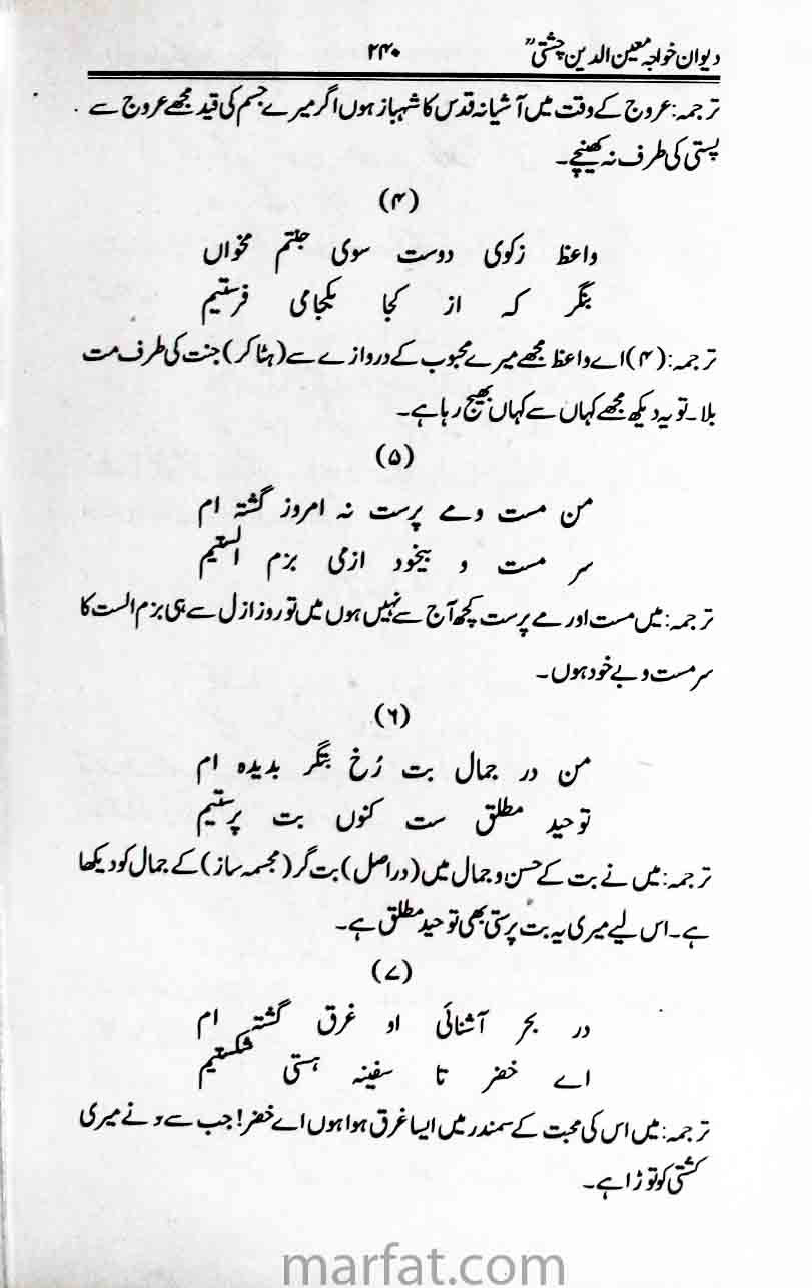 دیوان خواجہ معین الدین چشتیؒ ۲۴۰
ترجمہ: عروج کے وقت میں آشیانہ قدس کا شہباز ہوں اگر میرے جسم کی قید مجھے عروج سے
پستی کی طرف نہ کھینچے۔
(۴)
واعظ زکوی دوست سوی جنتم مخواں
بنگر کہ از کجا بکجامی فرستیم
ترجمہ: (۴) اے واعظ مجھے میرے محبوب کے دروازے سے (ہٹا کر) جنت کی طرف مت
بلا۔ تو یہ دیکھ مجھے کہاں سے کہاں بھیج رہا ہے۔
(۵)
من مست ومے پرست نہ امروز گشتہ ام
سر مست و بیخود ازمی بزم الستیم
ترجمہ: میں مست اور مے پرست کچھ آج سے نہیں ہوں میں تو روز ازل سے ہی بزم الست کا
سرمست و بے خود ہوں۔
(۶)
من در جمال بت رُخ بتگر بدیدہ ام
توحید مطلق ست کنوں بت پرستیم
ترجمہ: میں نے بت کے حسن و جمال میں (دراصل) بت گر (مجسمہ ساز) کے جمال کو دیکھا
ہے۔ اس لیے میری یہ بت پرستی بھی توحید مطلق ہے۔
(۷)
در بحر آشنائی او غرق گشتہ ام
اے خضر تا سفینہ ہستی شکستیم
ترجمہ: میں اس کی محبت کے سمندر میں ایسا غرق ہوا ہوں اے خضر! جب سے نے میری
کشتی کو توڑا ہے۔
marfat.com